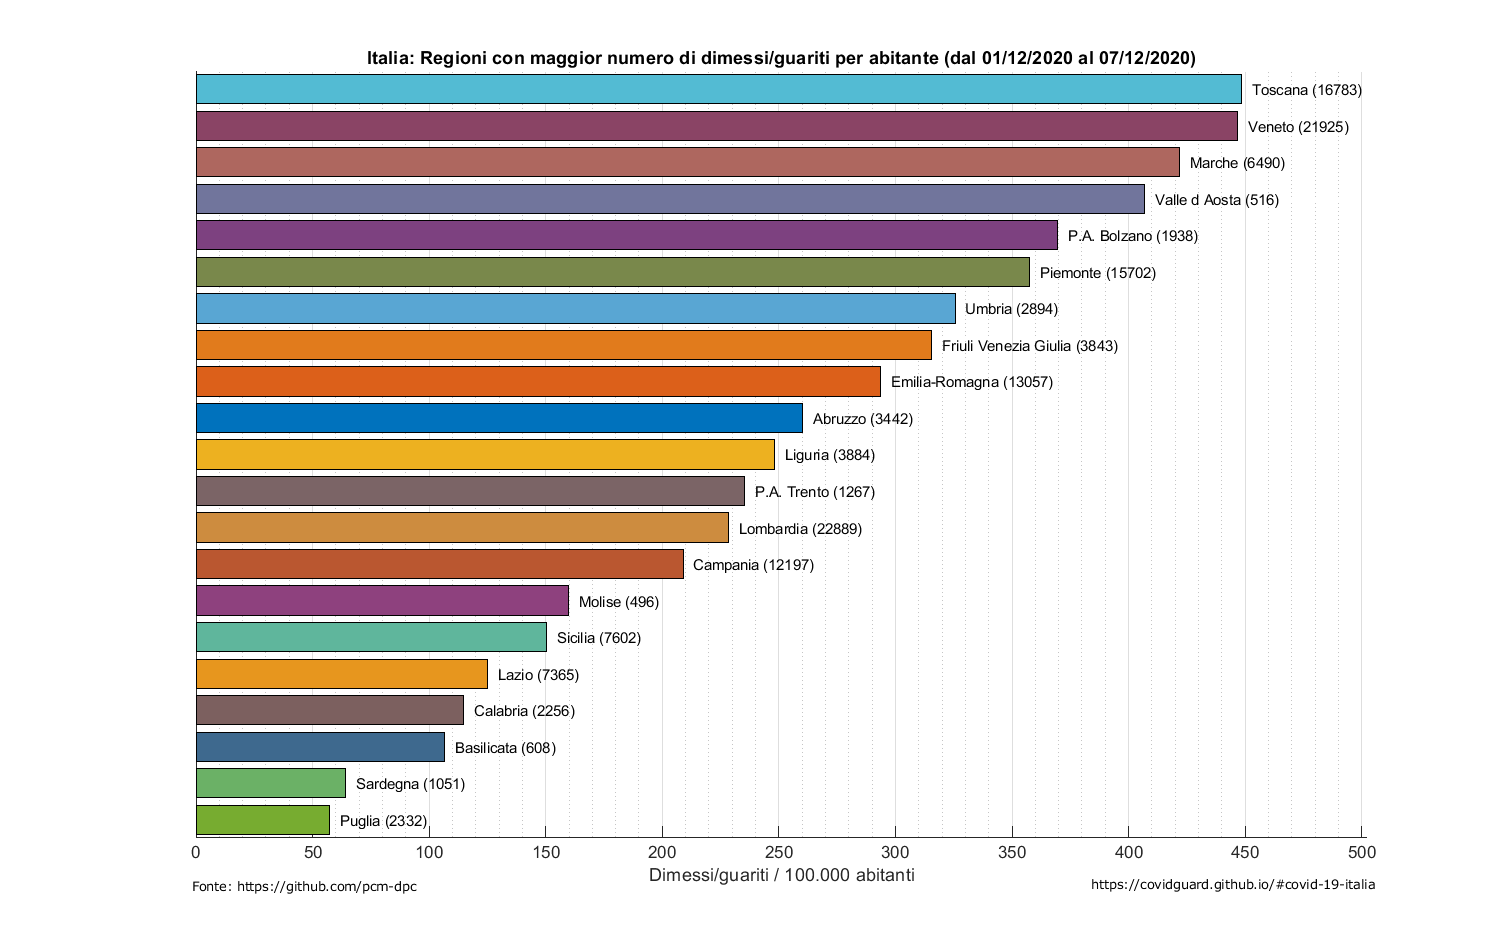 Italia: Regioni con maggior numero di dimessi/guariti per abitante (dal 01/12/2020 al 07/12/2020)
Toscana (16783)
Veneto (21925)
Marche (6490)
Valle d Aosta (516)
P.A. Bolzano (1938)
Piemonte (15702)
Umbria (2894)
Friuli Venezia Giulia (3843)
Emilia-Romagna (13057)
Abruzzo (3442)
Liguria (3884)
P.A. Trento (1267)
Lombardia (22889)
Campania (12197)
Molise (496)
Sicilia (7602)
Lazio (7365)
Calabria (2256)
Basilicata (608)
Sardegna (1051)
Puglia (2332)
0 50 100 150 200 250 300 350 400 450 500
Dimessi/guariti / 100.000 abitanti
Fonte: https://github.com/pcm-dpc
https://covidguard.github.io/#covid-19-italia